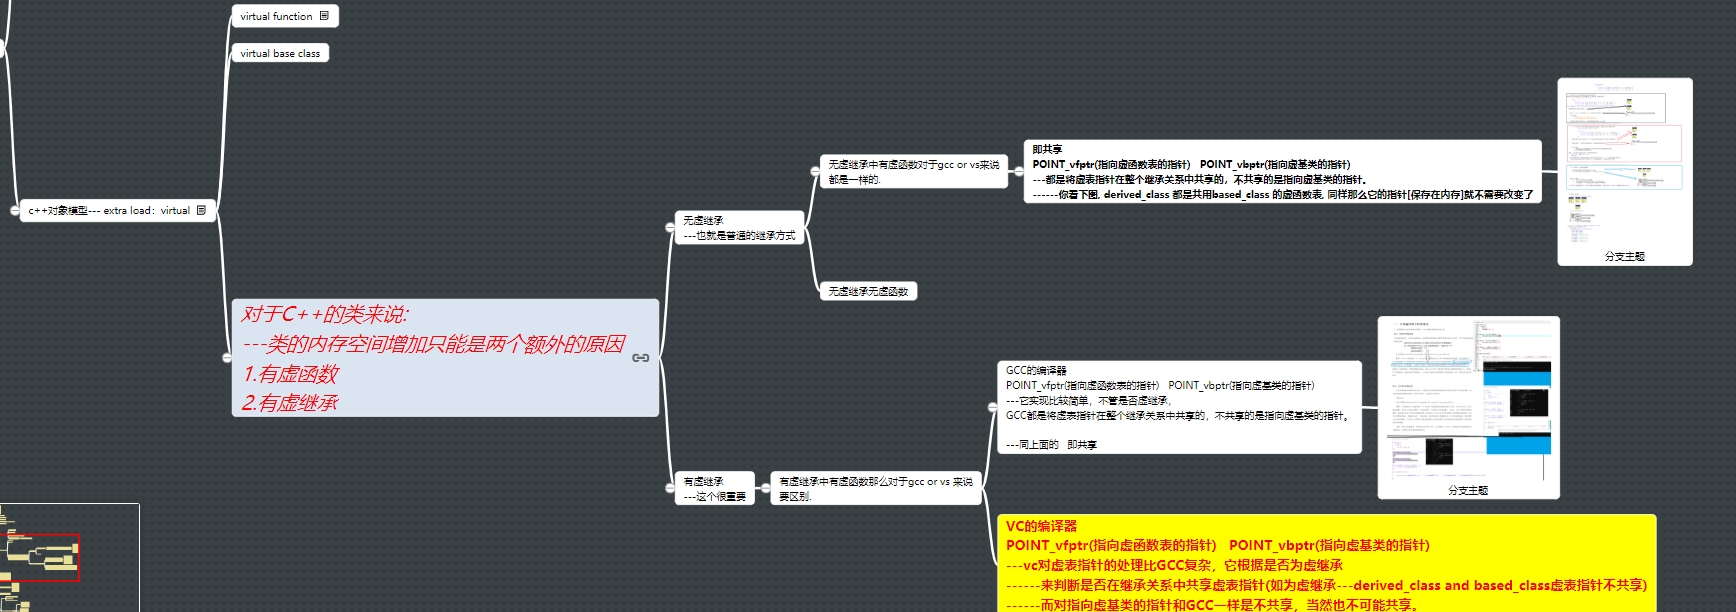 virtual function
virtual base class
c++对象模型--- extra load：virtual
对于C++的类来说:
---类的内存空间增加只能是两个额外的原因
1.有虚函数
2.有虚继承
无虚继承
---也就是普通的继承方式
无虚继承中有虚函数对于gcc or vs来说
都是一样的.
即共享
POINT_vfptr(指向虚函数表的指针) POINT_vbptr(指向虚基类的指针)
---都是将虚表指针在整个继承关系中共享的，不共享的是指向虚基类的指针。
------你看下图, derived_class 都是共用based_class 的虚函数表, 同样那么它的指针[保存在内存]就不需要改变了
分支主题
无虚继承无虚函数
有虚继承
---这个很重要
有虚继承中有虚函数那么对于gcc or vs 来说
要区别.
GCC的编译器
POINT_vfptr(指向虚函数表的指针) POINT_vbptr(指向虚基类的指针)
---它实现比较简单，不管是否虚继承，
GCC都是将虚表指针在整个继承关系中共享的，不共享的是指向虚基类的指针。
---同上面的 即共享
分支主题
VC的编译器
POINT_vfptr(指向虚函数表的指针) POINT_vbptr(指向虚基类的指针)
---vc对虚表指针的处理比GCC复杂，它根据是否为虚继承
------来判断是否在继承关系中共享虚表指针(如为虚继承---derived_class and based_class虚表指针不共享)
------而对指向虚基类的指针和GCC一样是不共享，当然也不可能共享。